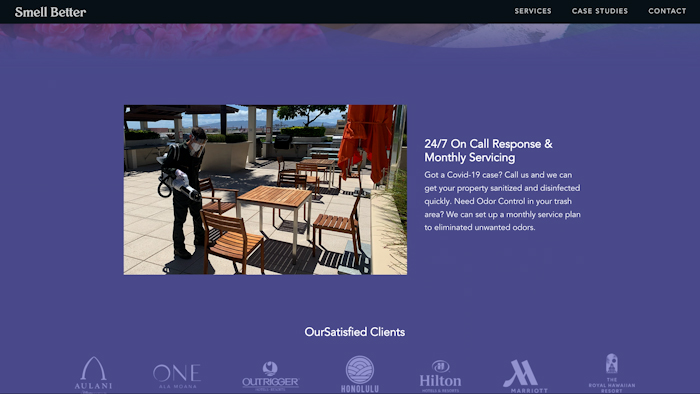 Smell Better
SERVICES CASE STUDIES CONTACT
24/7 On Call Response &
Monthly Servicing
Got a Covid-19 case? Call us and we can
get your property sanitized and disinfected
quickly. Need Odor Control in your trash
area? We can set up a monthly service plan
to eliminated unwanted odors.
OurSatisfied Clients
AULANI
ONE
ALA MOANA
OUTRIGGER
HONOLULU
Hilton
HOTELS & RESORTS
MARRIOTT
THE
ROYAL HAWAIIAN
RESORT